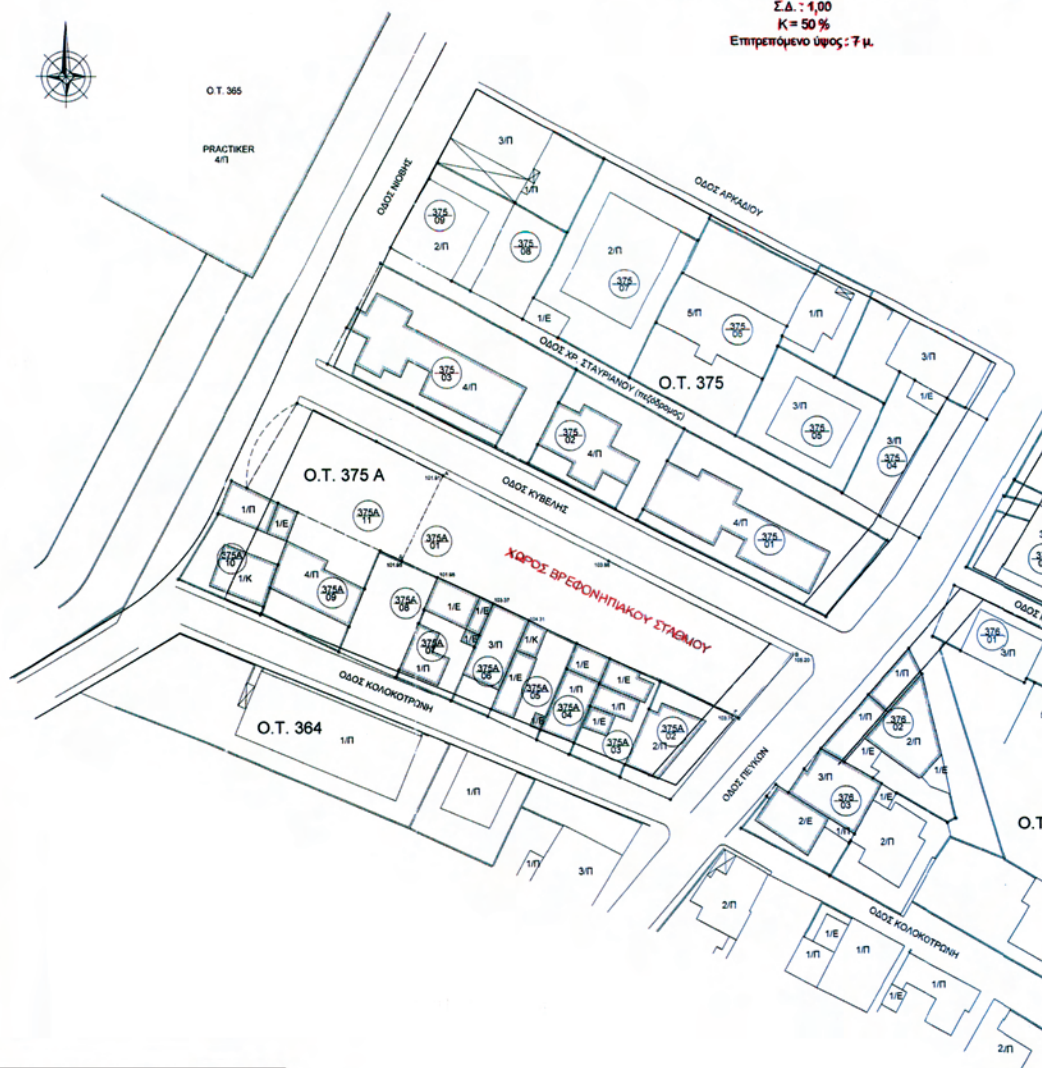 Σ.Δ. : 1,00
Κ = 50 %
Επιτρεπόμενο ύψος : 7 μ.
Ο.Τ. 365
PRACTIKER
4/Π
ΟΔΟΣ ΝΙΟΒΗΣ
ΟΔΟΣ ΑΡΚΑΔΙΟΥ
3/Π
1/Π
375
09
2/Π
375
08
2/Π
375
07
1/Ε
5/Π
375
06
1/Π
3/Π
1/Ε
Ο.Τ. 375
3/Π
375
05
3/Π
375
04
ΟΔΟΣ ΧΡ. ΣΤΑΥΡΙΑΝΟΥ (πεζόδρομος)
375
03
4/Π
375
02
4/Π
4/Π
375
01
ΟΔΟΣ ΚΥΒΕΛΗΣ
Ο.Τ. 375 Α
375Α
11
375Α
01
ΧΩΡΟΣ ΒΡΕΦΟΝΗΠΙΑΚΟΥ ΣΤΑΘΜΟΥ
1/Π
1/Ε
375Α
10
1/Κ
4/Π
375Α
09
375Α
08
1/Ε
1/Ε
1/Ε
375Α
07
1/Π
3/Π
375Α
06
1/Κ
1/Ε
375Α
05
1/Ε
1/Ε
1/Π
375Α
04
1/Ε
1/Π
1/Ε
375Α
03
375Α
02
2/Π
ΟΔΟΣ ΚΟΛΟΚΟΤΡΩΝΗ
Ο.Τ. 364
1/Π
1/Π
1/Π
3/Π
ΟΔΟΣ ΠΕΥΚΩΝ
376
01
3/Π
1/Π
1/Π
376
02
2/Π
1/Ε
1/Ε
3/Π
376
03
1/Ε
2/Ε
1/Π
2/Π
2/Π
ΟΔΟΣ ΚΟΛΟΚΟΤΡΩΝΗ
1/Ε
1/Π
1/Π
1/Π
1/Ε
2/Π